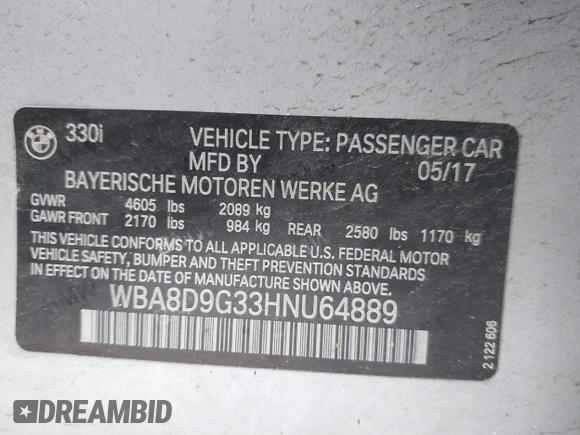 330i VEHICLE TYPE: PASSENGER CAR
MFD BY 05/17
BAYERISCHE MOTOREN WERKE AG
GVWR 4605 lbs 2089 kg
GAWR FRONT 2170 lbs 984 kg REAR 2580 lbs 1170 kg
THIS VEHICLE CONFORMS TO ALL APPLICABLE U.S. FEDERAL MOTOR
VEHICLE SAFETY, BUMPER AND THEFT PREVENTION STANDARDS
IN EFFECT ON THE DATE OF MANUFACTURE SHOWN ABOVE.
WBA8D9G33HNU64889
2 122 606
DREAMBID